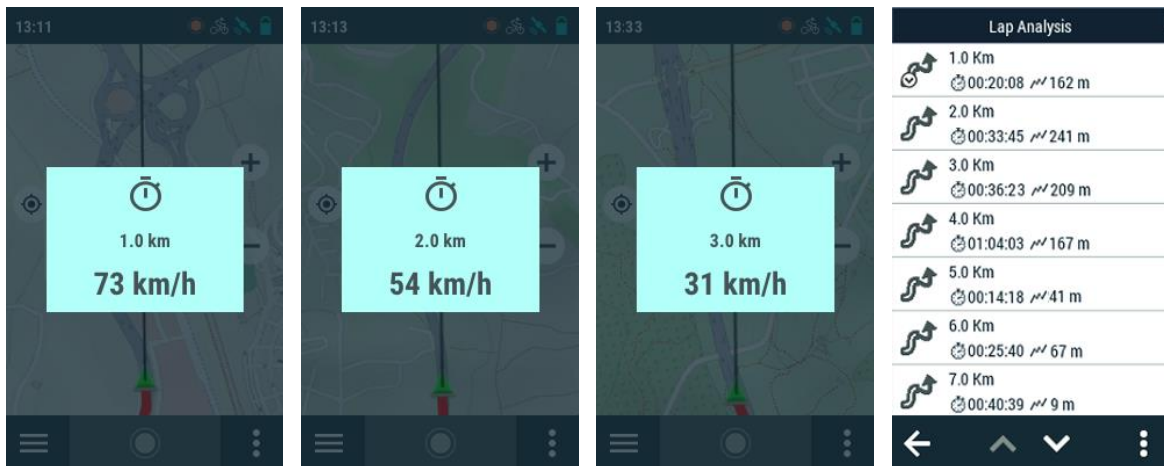 13:11
1.0 km
73 km/h
13:13
2.0 km
54 km/h
13:33
3.0 km
31 km/h
Lap Analysis
1.0 Km
00:20:08 162 m
2.0 Km
00:33:45 241 m
3.0 Km
00:36:23 209 m
4.0 Km
01:04:03 167 m
5.0 Km
00:14:18 41 m
6.0 Km
00:25:40 67 m
7.0 Km
00:40:39 9 m